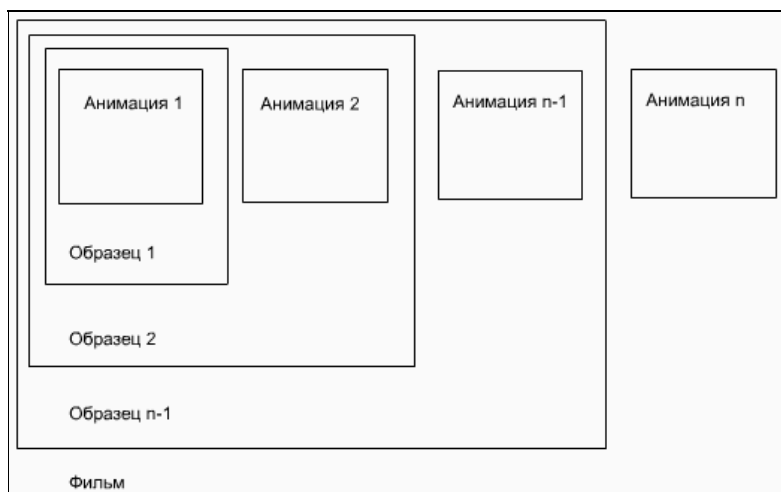 Анимация 1
Анимация 2
Анимация n-1
Анимация n
Образец 1
Образец 2
Образец n-1
Фильм